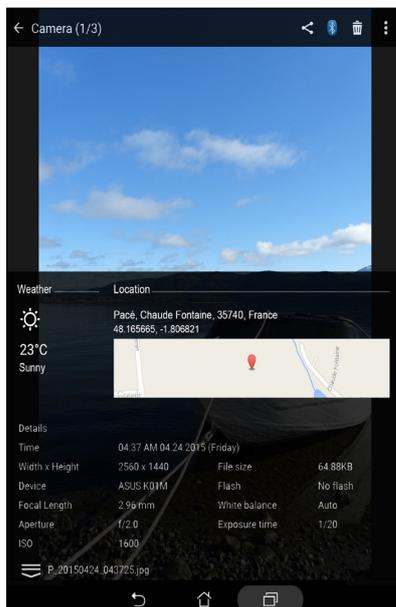 Camera (1/3)
Weather Location
Pacé, Chaude Fontaine, 35740, France
48.165665, -1.806821
23°C
Sunny
Chaude Fontaine
Google
Details
Time 04:37 AM 04.24.2015 (Friday)
Width x Height 2560 x 1440 File size 64.88KB
Device ASUS K01M Flash No flash
Focal Length 2.96 mm White balance Auto
Aperture f/2.0 Exposure time 1/20
ISO 1600
P_20150424_043725.jpg